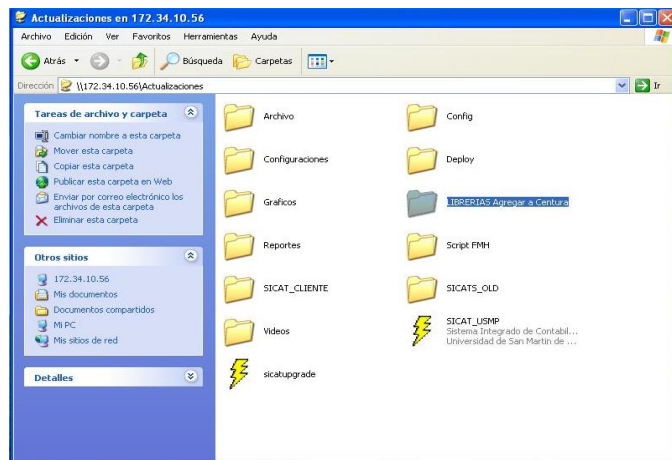 Actualizaciones en 172.34.10.56
Archivo Edición Ver Favoritos Herramientas Ayuda
Atrás Búsqueda Carpetas
Dirección \\172.34.10.56\Actualizaciones Ir
Tareas de archivo y carpeta
Cambiar nombre a esta carpeta
Mover esta carpeta
Copiar esta carpeta
Publicar esta carpeta en Web
Enviar por correo electrónico los
archivos de esta carpeta
Eliminar esta carpeta
Otros sitios
172.34.10.56
Mis documentos
Documentos compartidos
Mi PC
Mis sitios de red
Detalles
Archivo
Config
Configuraciones
Deploy
Graficos
LIBRERIAS Agregar a Centura
Reportes
Script FMH
SICAT_CLIENTE
SICATS_OLD
Videos
SICAT_USMP
Sistema Integrado de Contabil...
Universidad de San Martin de ...
sicatupgrade